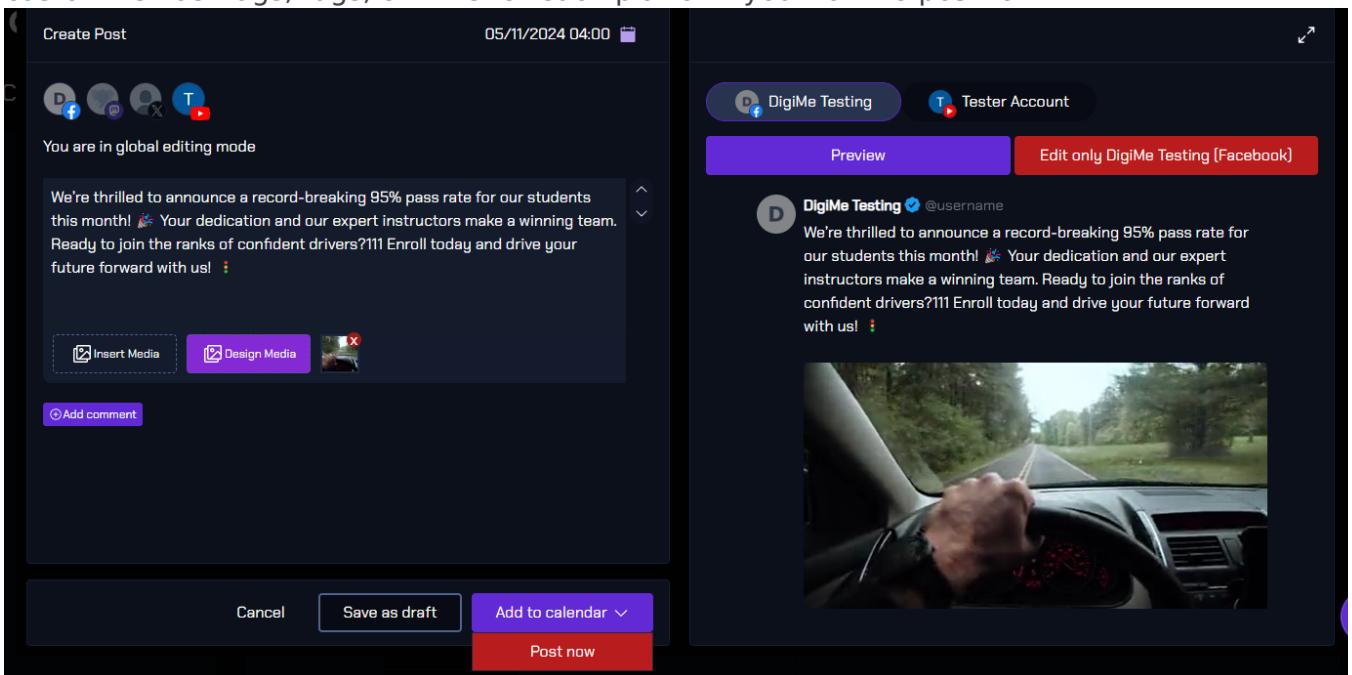 Create Post
05/11/2024 04:00
D
T
You are in global editing mode
We're thrilled to announce a record-breaking 95% pass rate for our students
this month! 🎉 Your dedication and our expert instructors make a winning team.
Ready to join the ranks of confident drivers?111 Enroll today and drive your
future forward with us! 🚦
Insert Media
Design Media
X
Add comment
Cancel
Save as draft
Add to calendar
Post now
D
DigiMe Testing
T
Tester Account
Preview
Edit only DigiMe Testing (Facebook)
D
DigiMe Testing @username
We're thrilled to announce a record-breaking 95% pass rate for
our students this month! 🎉 Your dedication and our expert
instructors make a winning team. Ready to join the ranks of
confident drivers?111 Enroll today and drive your future forward
with us! 🚦